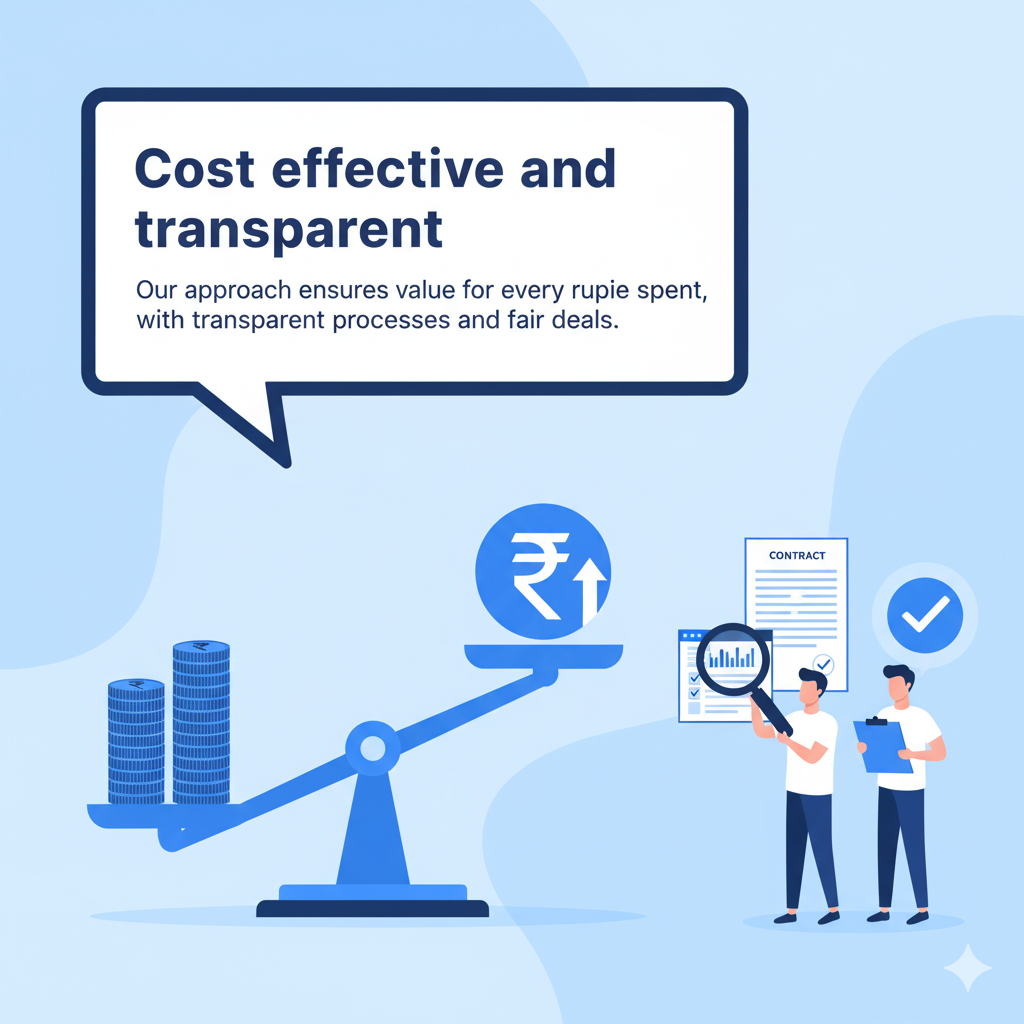 Cost effective and
transparent
Our approach ensures value for every rupie spent,
with transparent processes and fair deals.
₹
CONTRACT